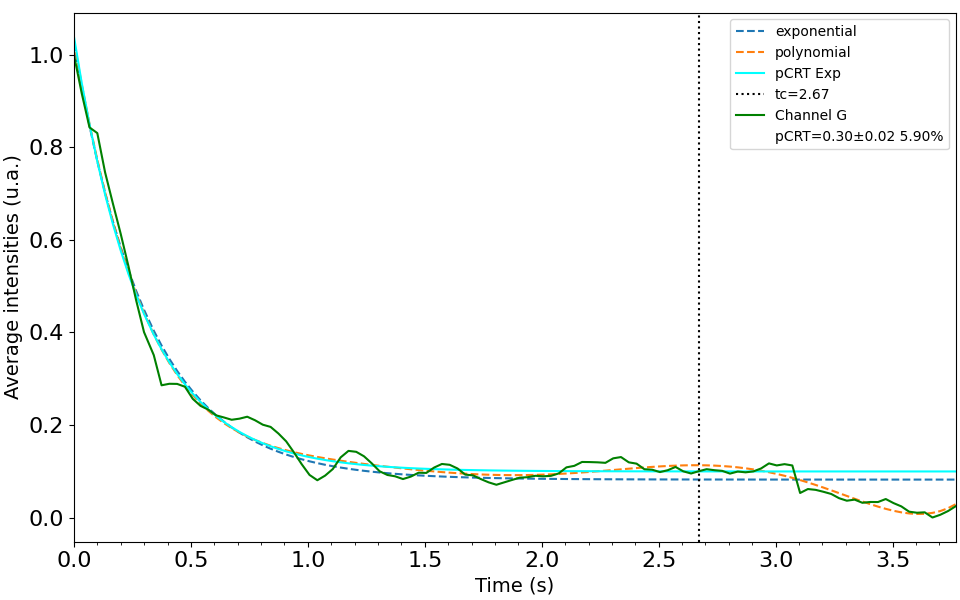 exponential
polynomial
pCRT Exp
tc=2.67
Channel G
pCRT=0.30±0.02 5.90%
Average intensities (u.a.)
1.0
0.8
0.6
0.4
0.2
0.0
0.0 0.5 1.0 1.5 2.0 2.5 3.0 3.5
Time (s)